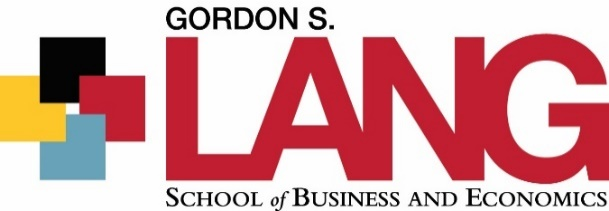 GORDON S.
LANG
SCHOOL of BUSINESS AND ECONOMICS